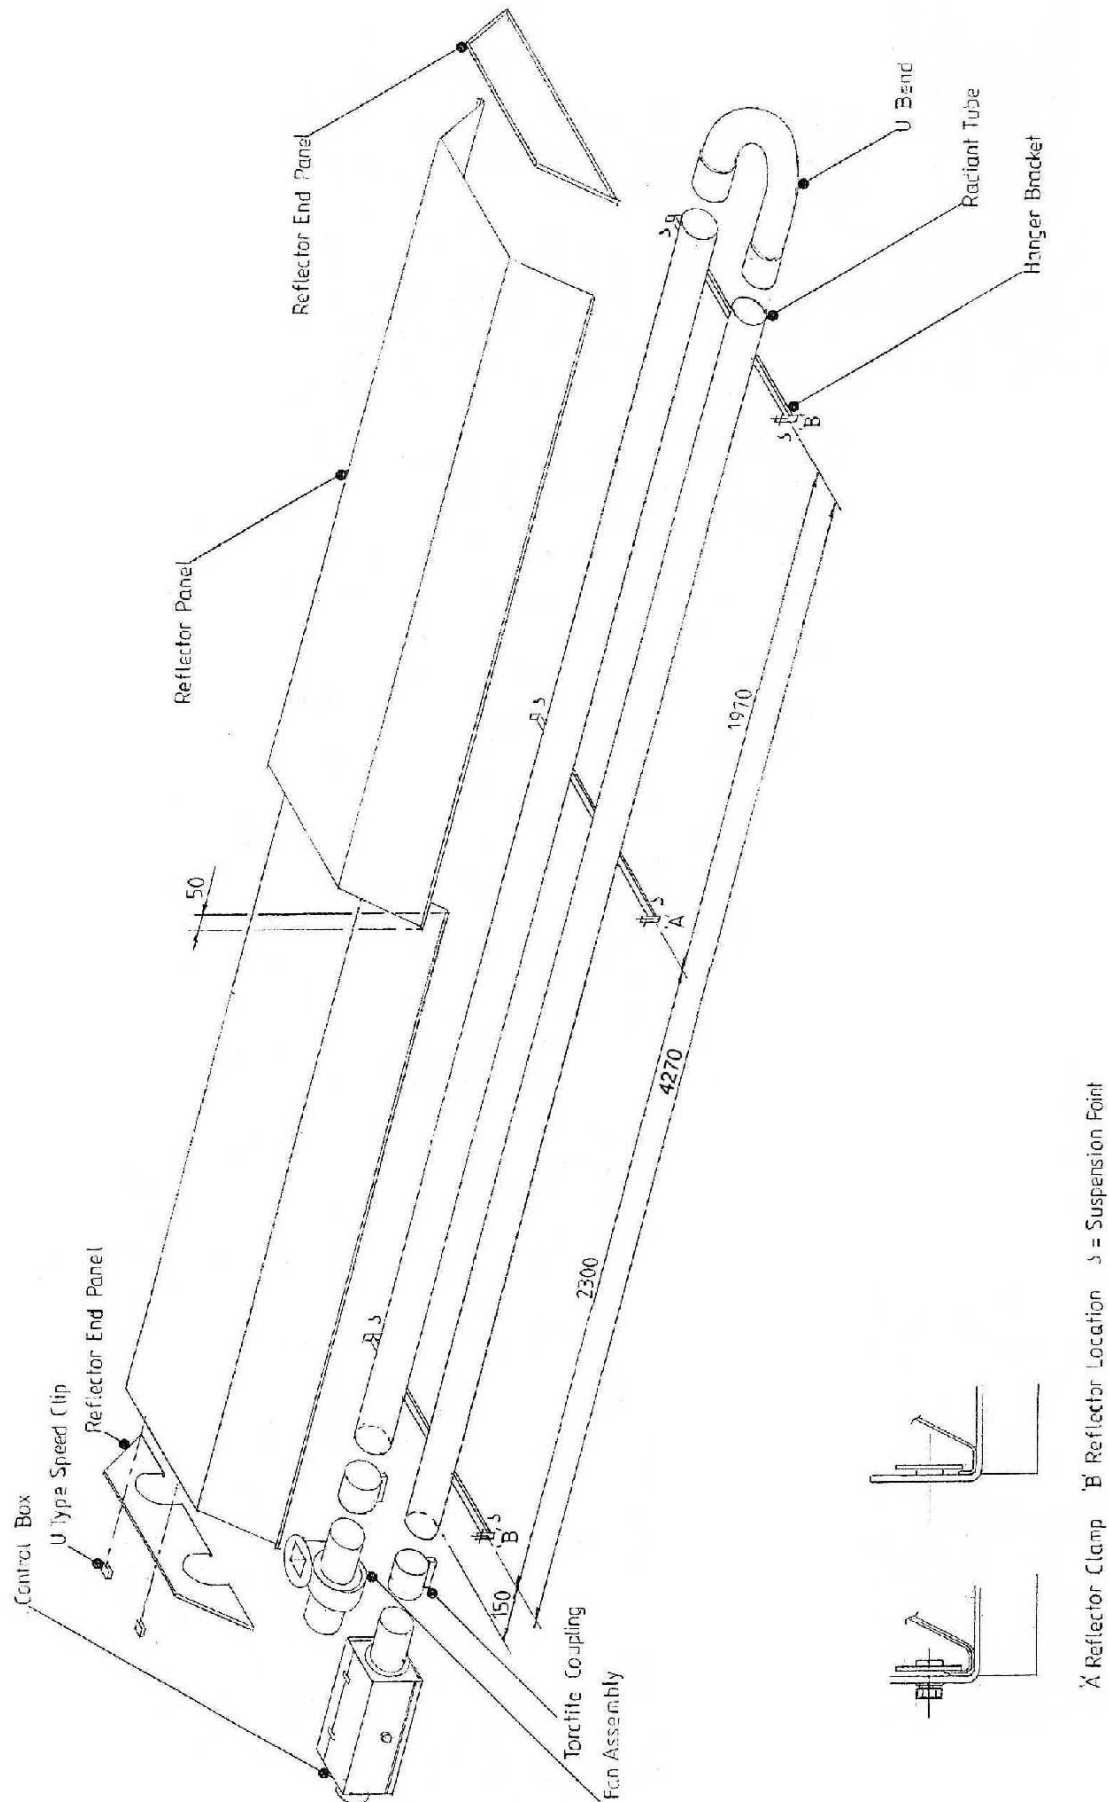 Control Box
U Type Speed Clip
Reflector End Panel
Reflector Panel
Reflector End Panel
50
S
S
S
U Bend
Radiant Tube
Hanger Bracket
S
'B'
S
'A'
S
'B'
1970
4270
2300
150
Torctite Coupling
Fan Assembly
'A' Reflector Clamp 'B' Reflector Location S = Suspension Point